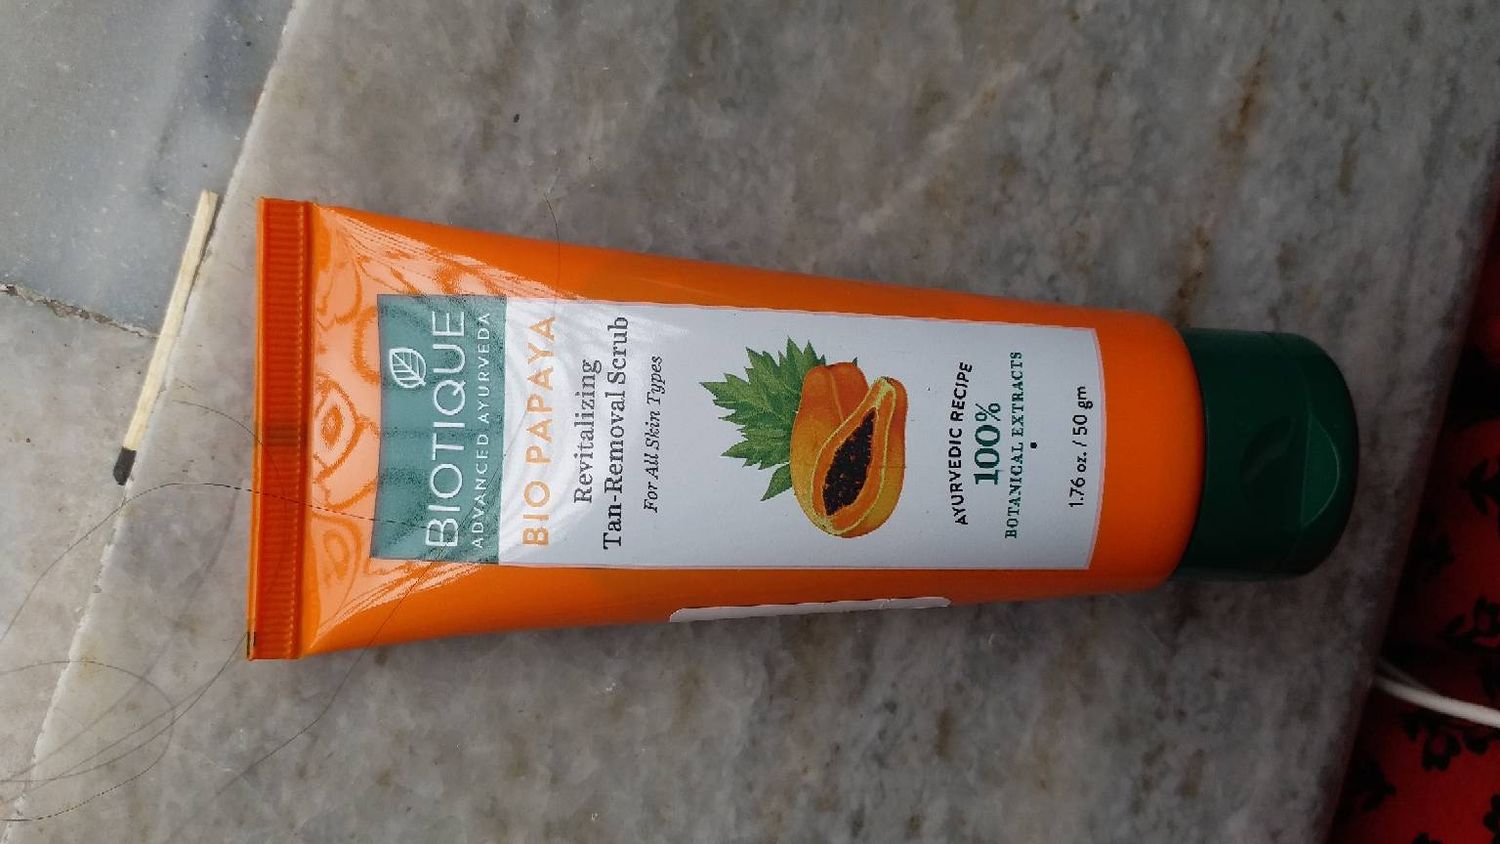 BIOTIQUE
ADVANCED AYURVEDA
BIO PAPAYA
Revitalizing
Tan-Removal Scrub
For All Skin Types
AYURVEDIC RECIPE
100%
BOTANICAL EXTRACTS
1.76 oz. / 50 gm